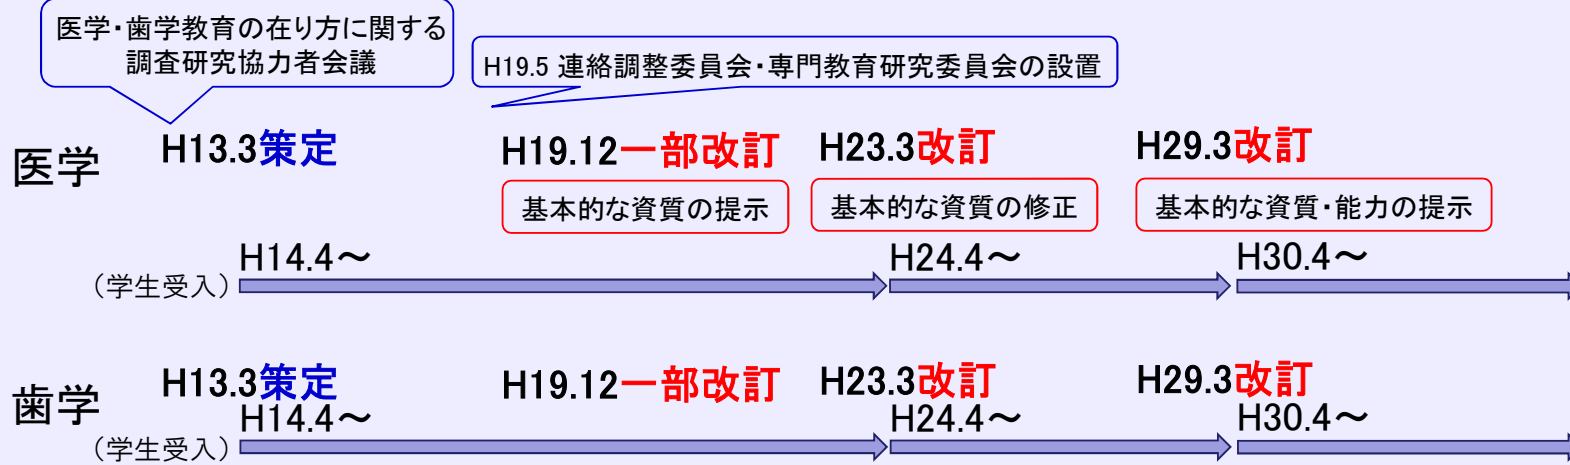 医学・歯学教育の在り方に関する
調査研究協力者会議
H19.5 連絡調整委員会・専門教育研究委員会の設置
医学
H13.3策定
H19.12一部改訂
H23.3改訂
H29.3改訂
基本的な資質の提示
基本的な資質の修正
基本的な資質・能力の提示
H14.4～
H24.4～
H30.4～
（学生受入）
歯学
H13.3策定
H19.12一部改訂
H23.3改訂
H29.3改訂
H14.4～
H24.4～
H30.4～
（学生受入）